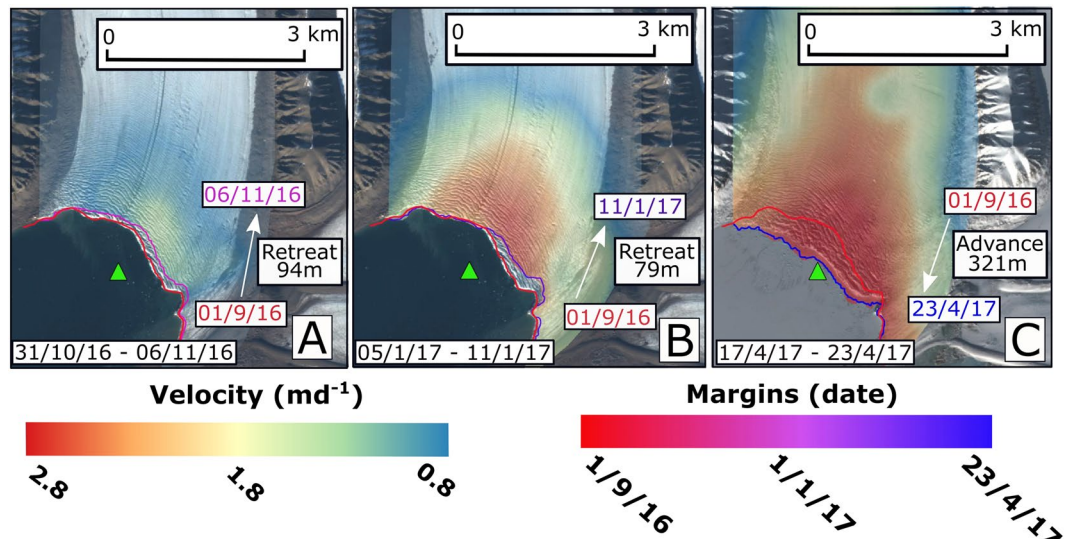 0 3 km
06/11/16
Retreat
94m
01/9/16
31/10/16 - 06/11/16
A
0 3 km
11/1/17
Retreat
79m
01/9/16
05/1/17 - 11/1/17
B
0 3 km
01/9/16
Advance
321m
23/4/17
17/4/17 - 23/4/17
C
Velocity (md⁻¹)
2.8 1.8 0.8
Margins (date)
1/9/16 1/1/17 23/4/17